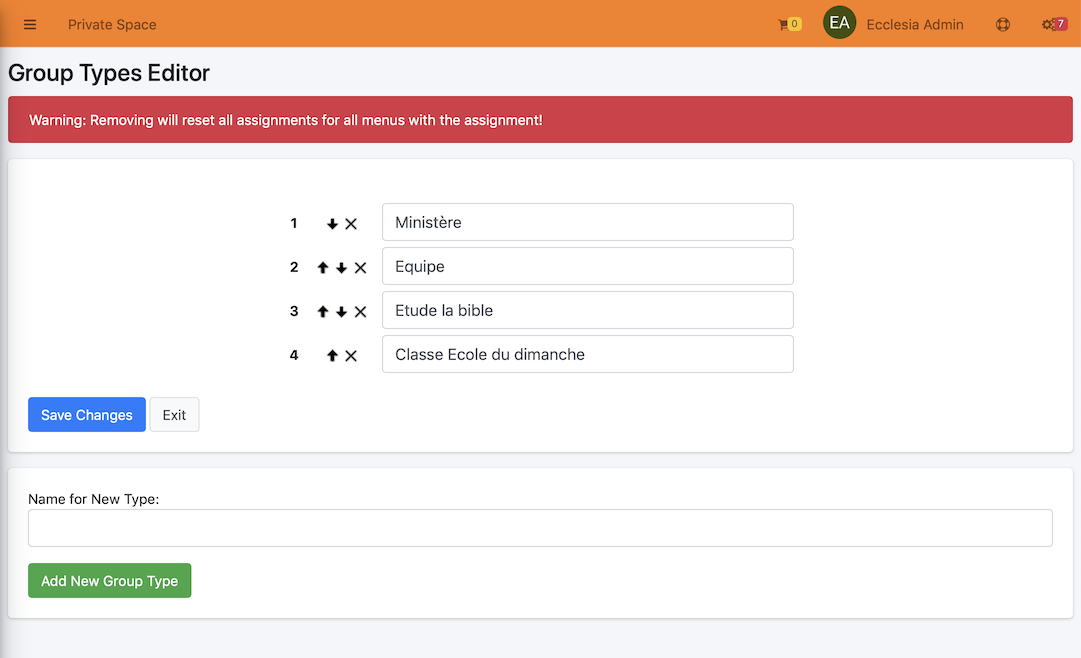 Private Space
0
EA
Ecclesia Admin
7
Group Types Editor
Warning: Removing will reset all assignments for all menus with the assignment!
1 Ministère
2 Equipe
3 Etude la bible
4 Classe Ecole du dimanche
Save Changes
Exit
Name for New Type:
Add New Group Type